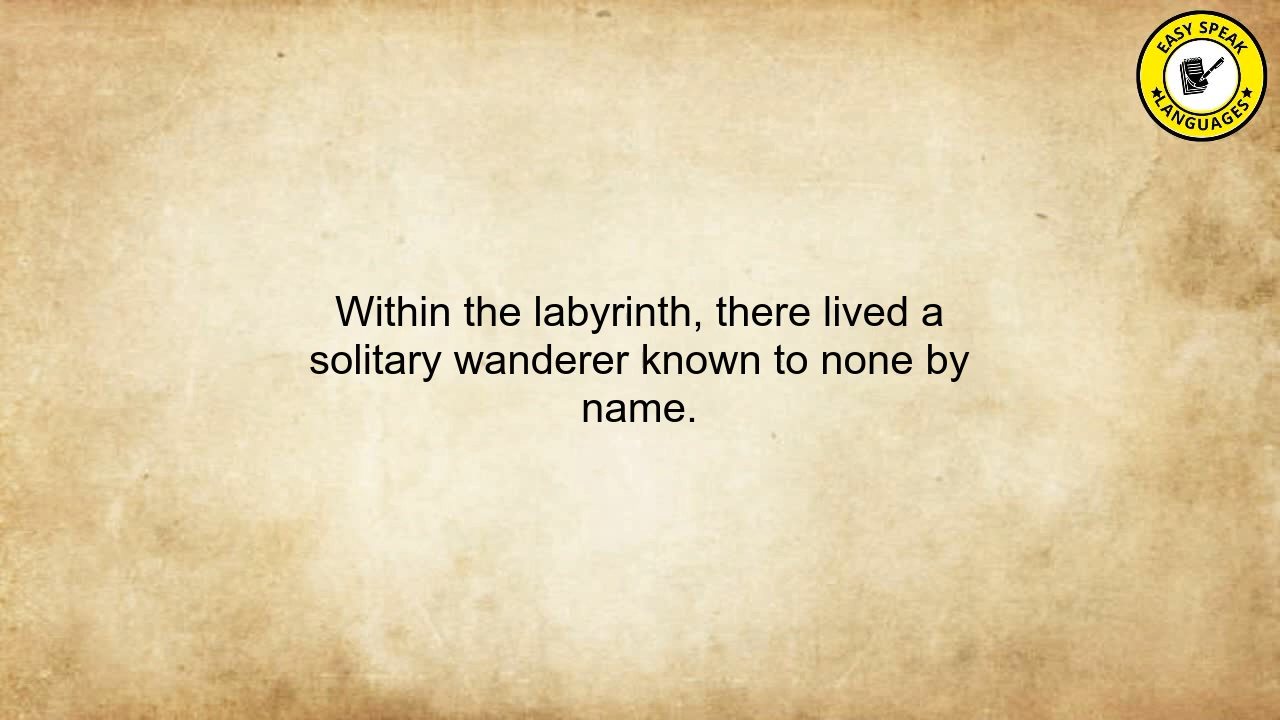 EASY SPEAK
LANGUAGES
Within the labyrinth, there lived a
solitary wanderer known to none by
name.